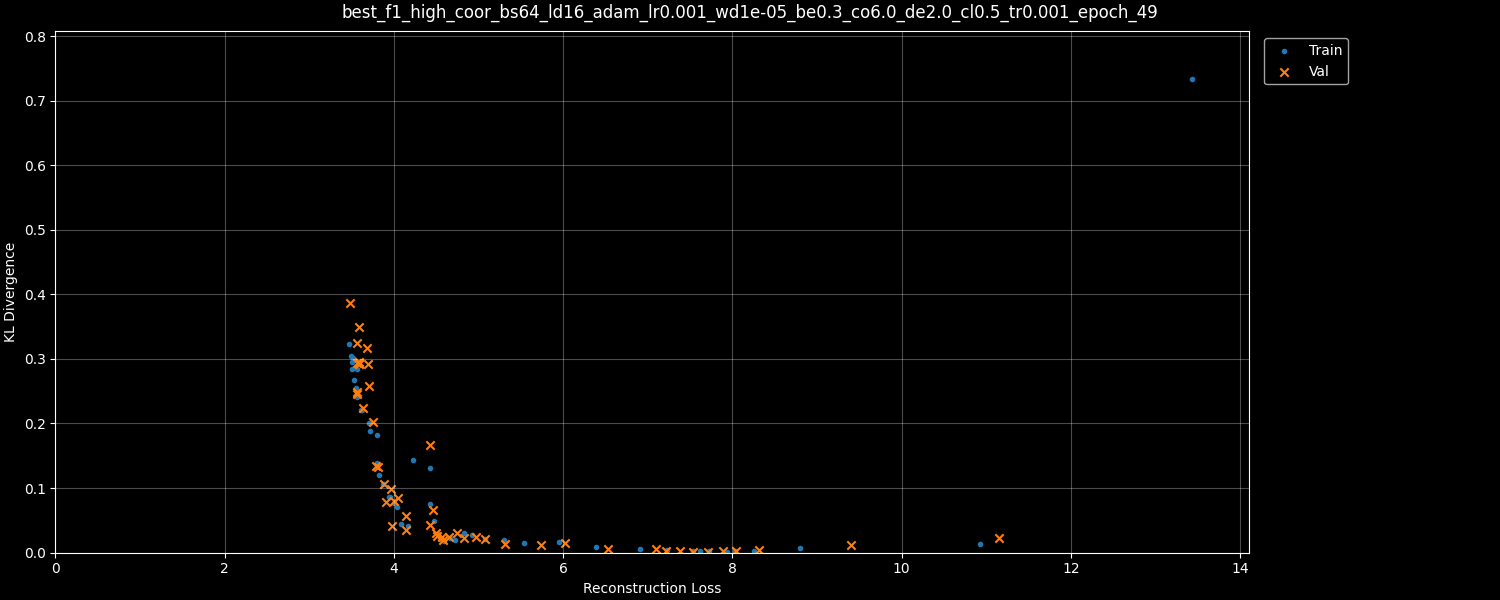 best_f1_high_coor_bs64_ld16_adam_lr0.001_wd1e-05_be0.3_co6.0_de2.0_cl0.5_tr0.001_epoch_49
Train
Val
0.8
0.7
0.6
0.5
0.4
0.3
0.2
0.1
0.0
KL Divergence
0 2 4 6 8 10 12 14
Reconstruction Loss